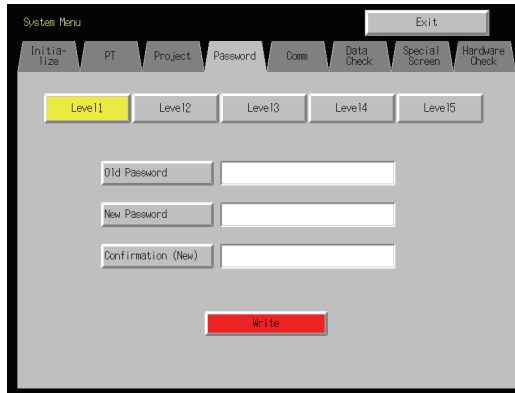 System Menu
Exit
Initia-
lize
PT
Project
Password
Comm
Data
Check
Special
Screen
Hardware
Check
Level1
Level2
Level3
Level4
Level5
Old Password
New Password
Confirmation (New)
Write